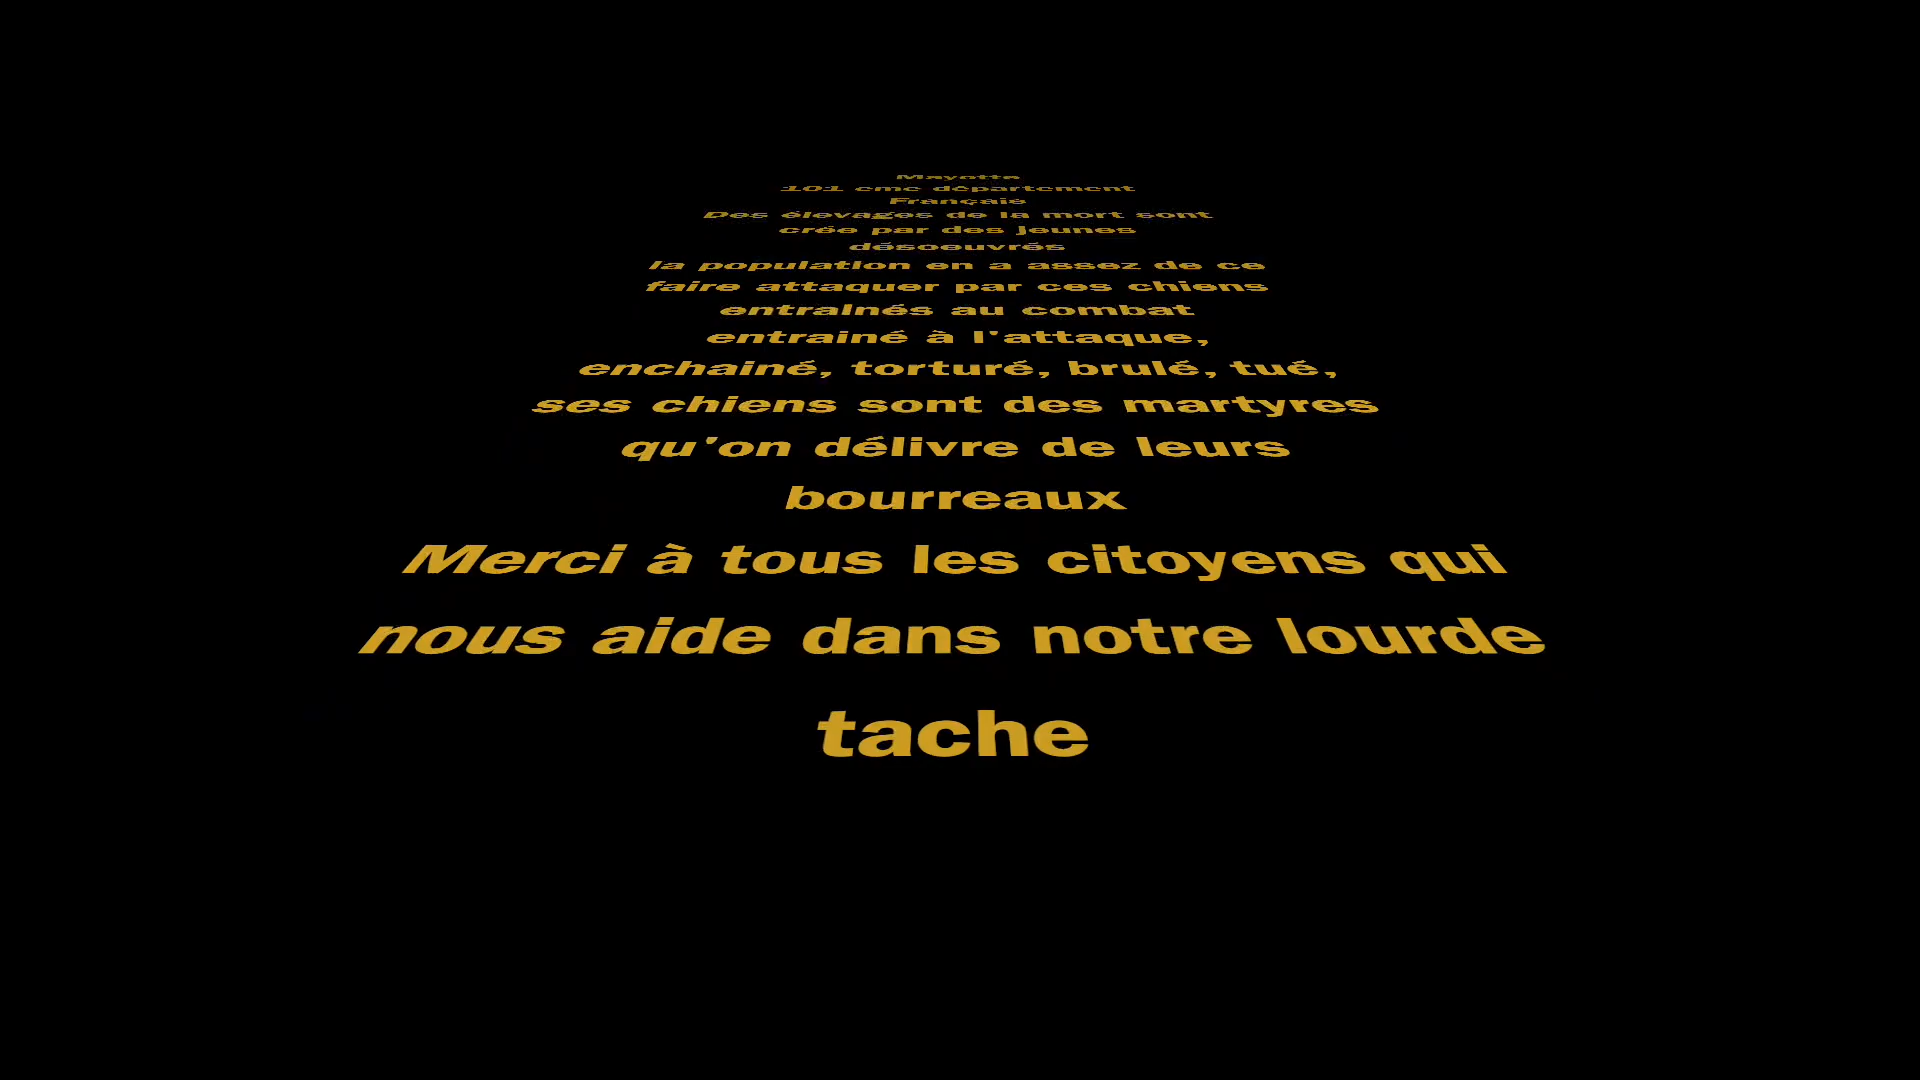 Mayotte
101 eme département
Français
Des élevages de la mort sont
crée par des jeunes
désoeuvrés
la population en a assez de ce
faire attaquer par ces chiens
entrainés au combat
entrainé à l'attaque,
enchainé, torturé, brulé, tué,
ses chiens sont des martyres
qu'on délivre de leurs
bourreaux
Merci à tous les citoyens qui
nous aide dans notre lourde
tache